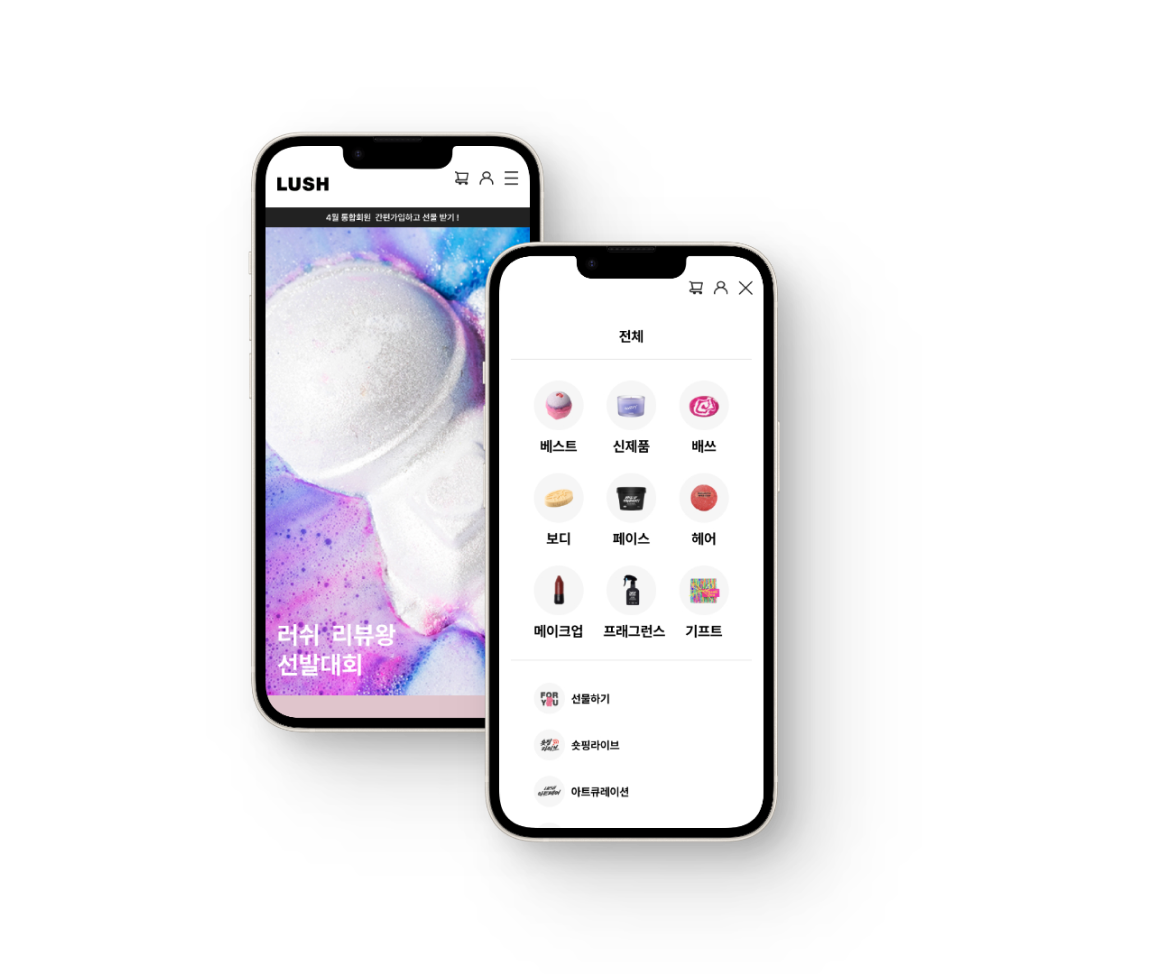 LUSH
4월 통합회원 간편가입하고 선물 받기 !
러쉬 리뷰왕
선발대회
전체
베스트 신제품 배쓰
보디 페이스 헤어
메이크업 프래그런스 기프트
FOR
YOU
선물하기
숏핑라이브
아트큐레이션